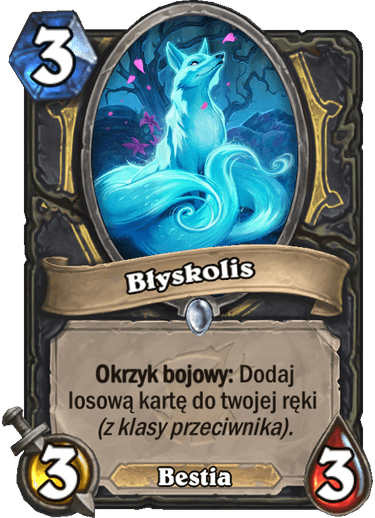 3
Błyskolis
Okrzyk bojowy: Dodaj
losową kartę do twojej ręki
(z klasy przeciwnika).
3
Bestia
3